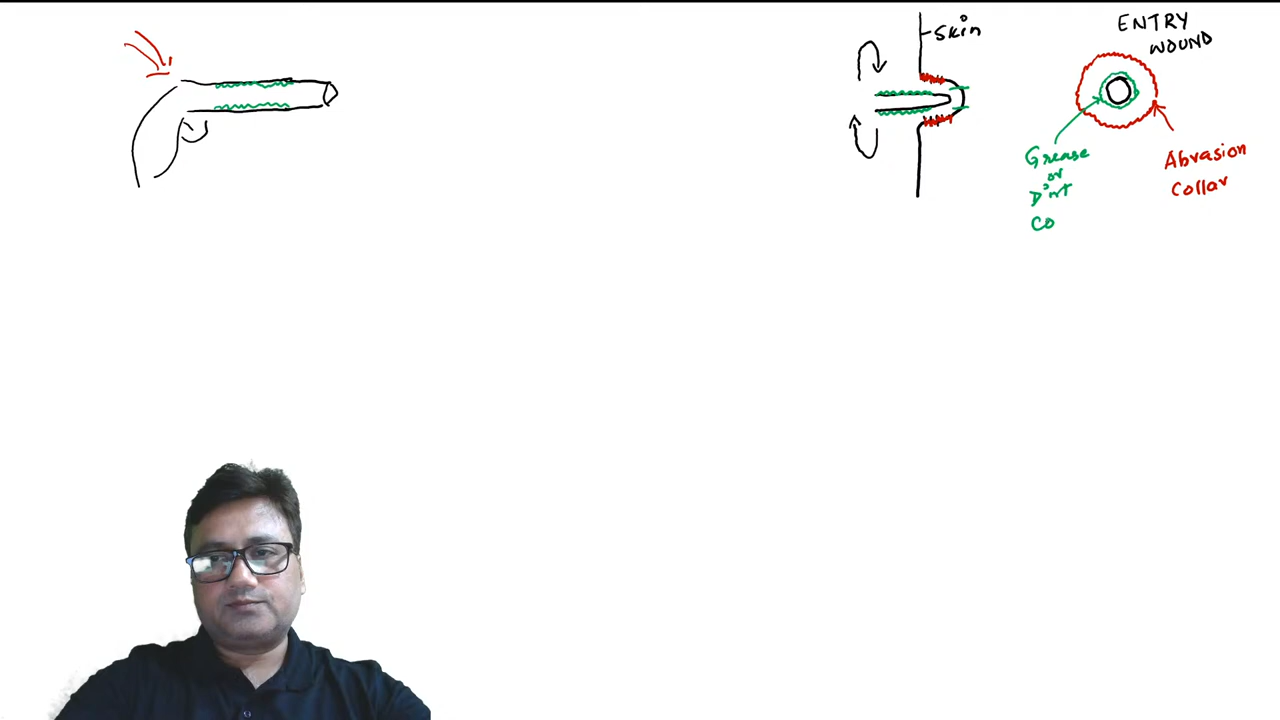 Skin
ENTRY
WOUND
Grease
or
Dirt
Co
Abrasion
Collar